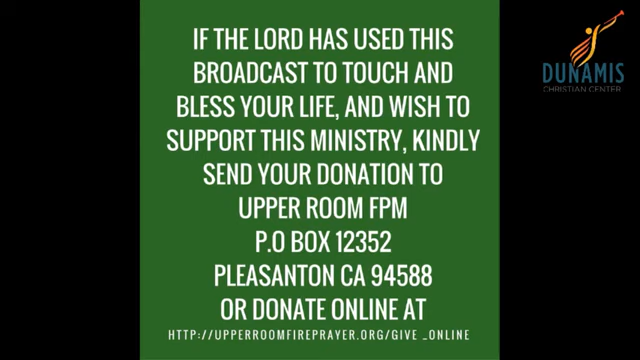 IF THE LORD HAS USED THIS
BROADCAST TO TOUCH AND
BLESS YOUR LIFE, AND WISH TO
SUPPORT THIS MINISTRY, KINDLY
SEND YOUR DONATION TO
UPPER ROOM FPM
P.O BOX 12352
PLEASANTON CA 94588
OR DONATE ONLINE AT
HTTP://UPPERROOMFIREPRAYER.ORG/GIVE _ONLINE
DUNAMIS
CHRISTIAN CENTER